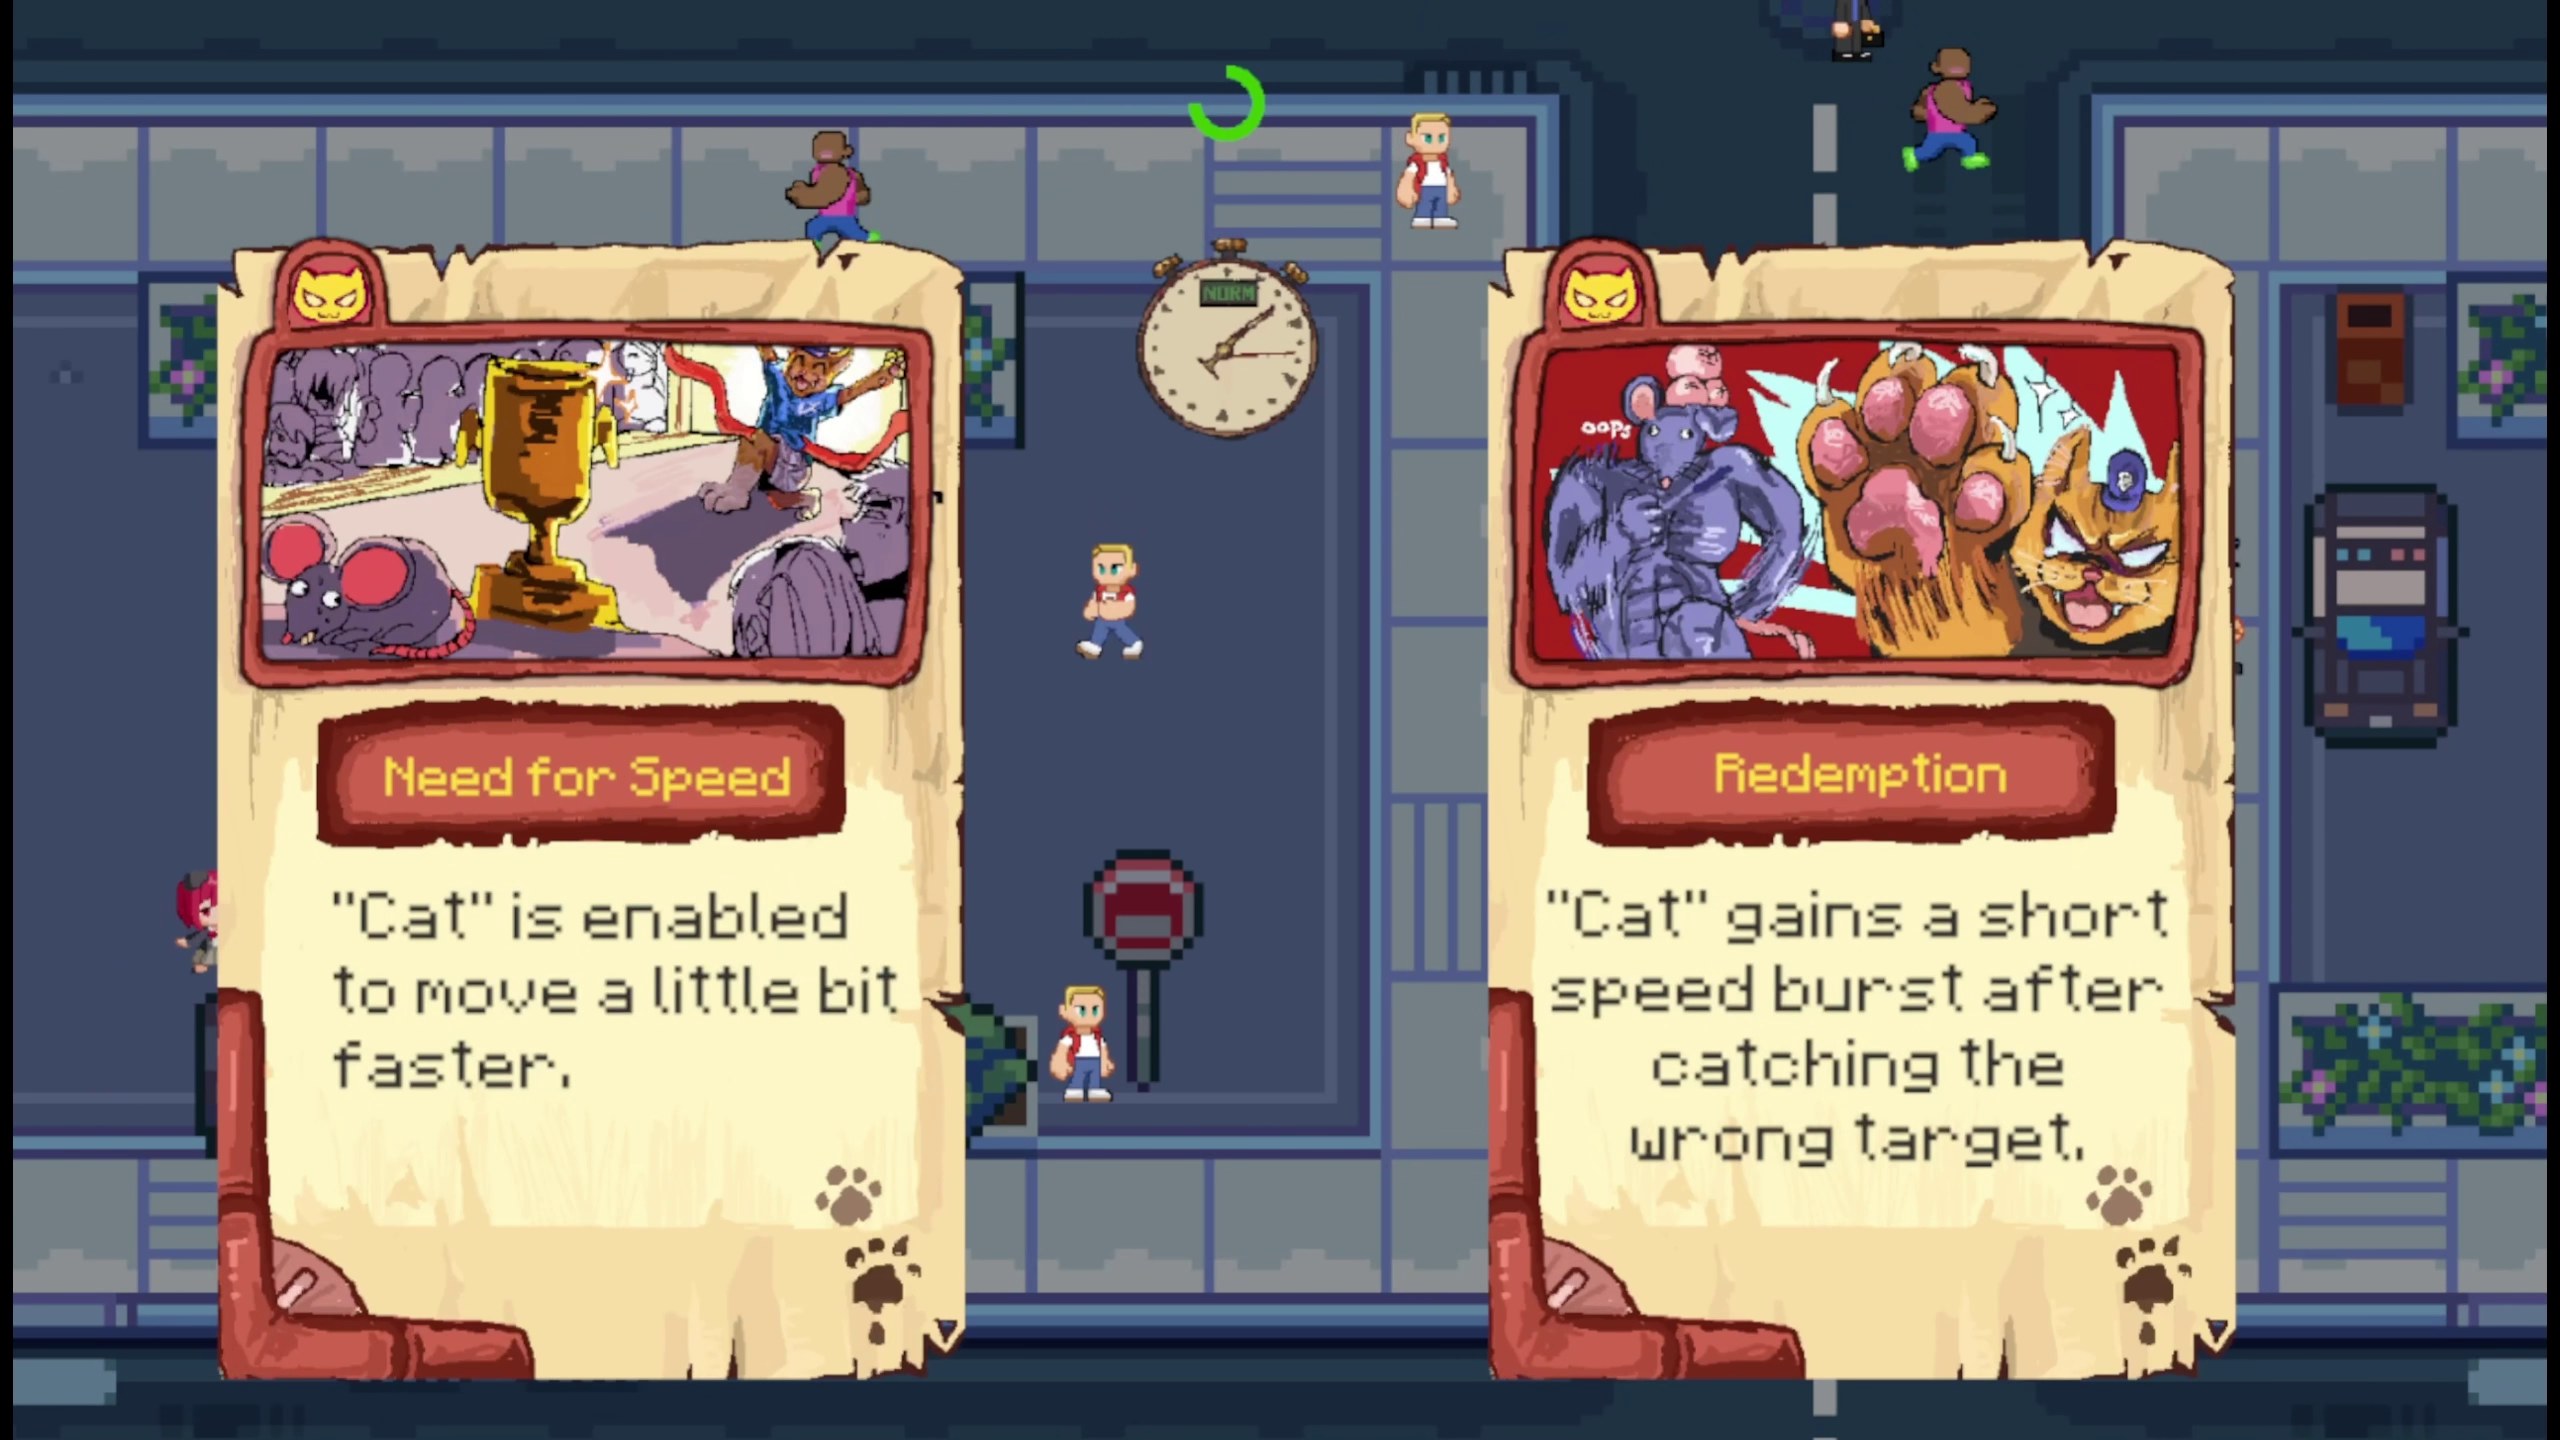 NORM
oops
Need for Speed
"Cat" is enabled
to move a little bit
faster.
Redemption
"Cat" gains a short
speed burst after
catching the
wrong target.